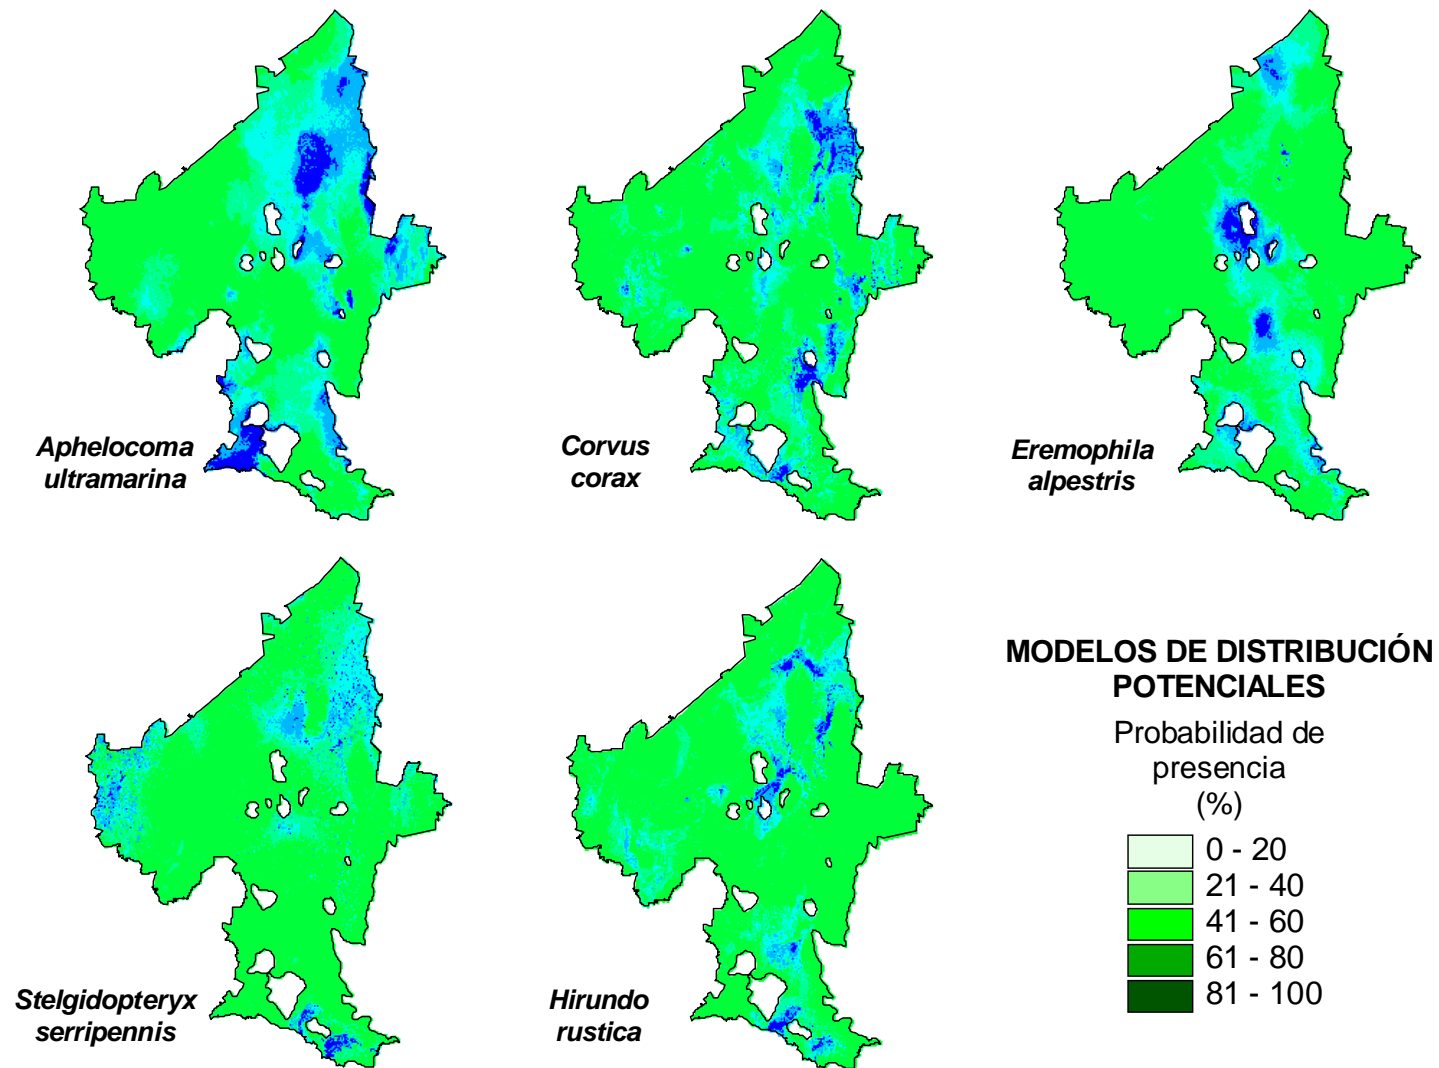 Aphelocoma
ultramarina
Corvus
corax
Eremophila
alpestris
Stelgidopteryx
serripennis
Hirundo
rustica
MODELOS DE DISTRIBUCIÓN
POTENCIALES
Probabilidad de
presencia
(%)
0 - 20
21 - 40
41 - 60
61 - 80
81 - 100